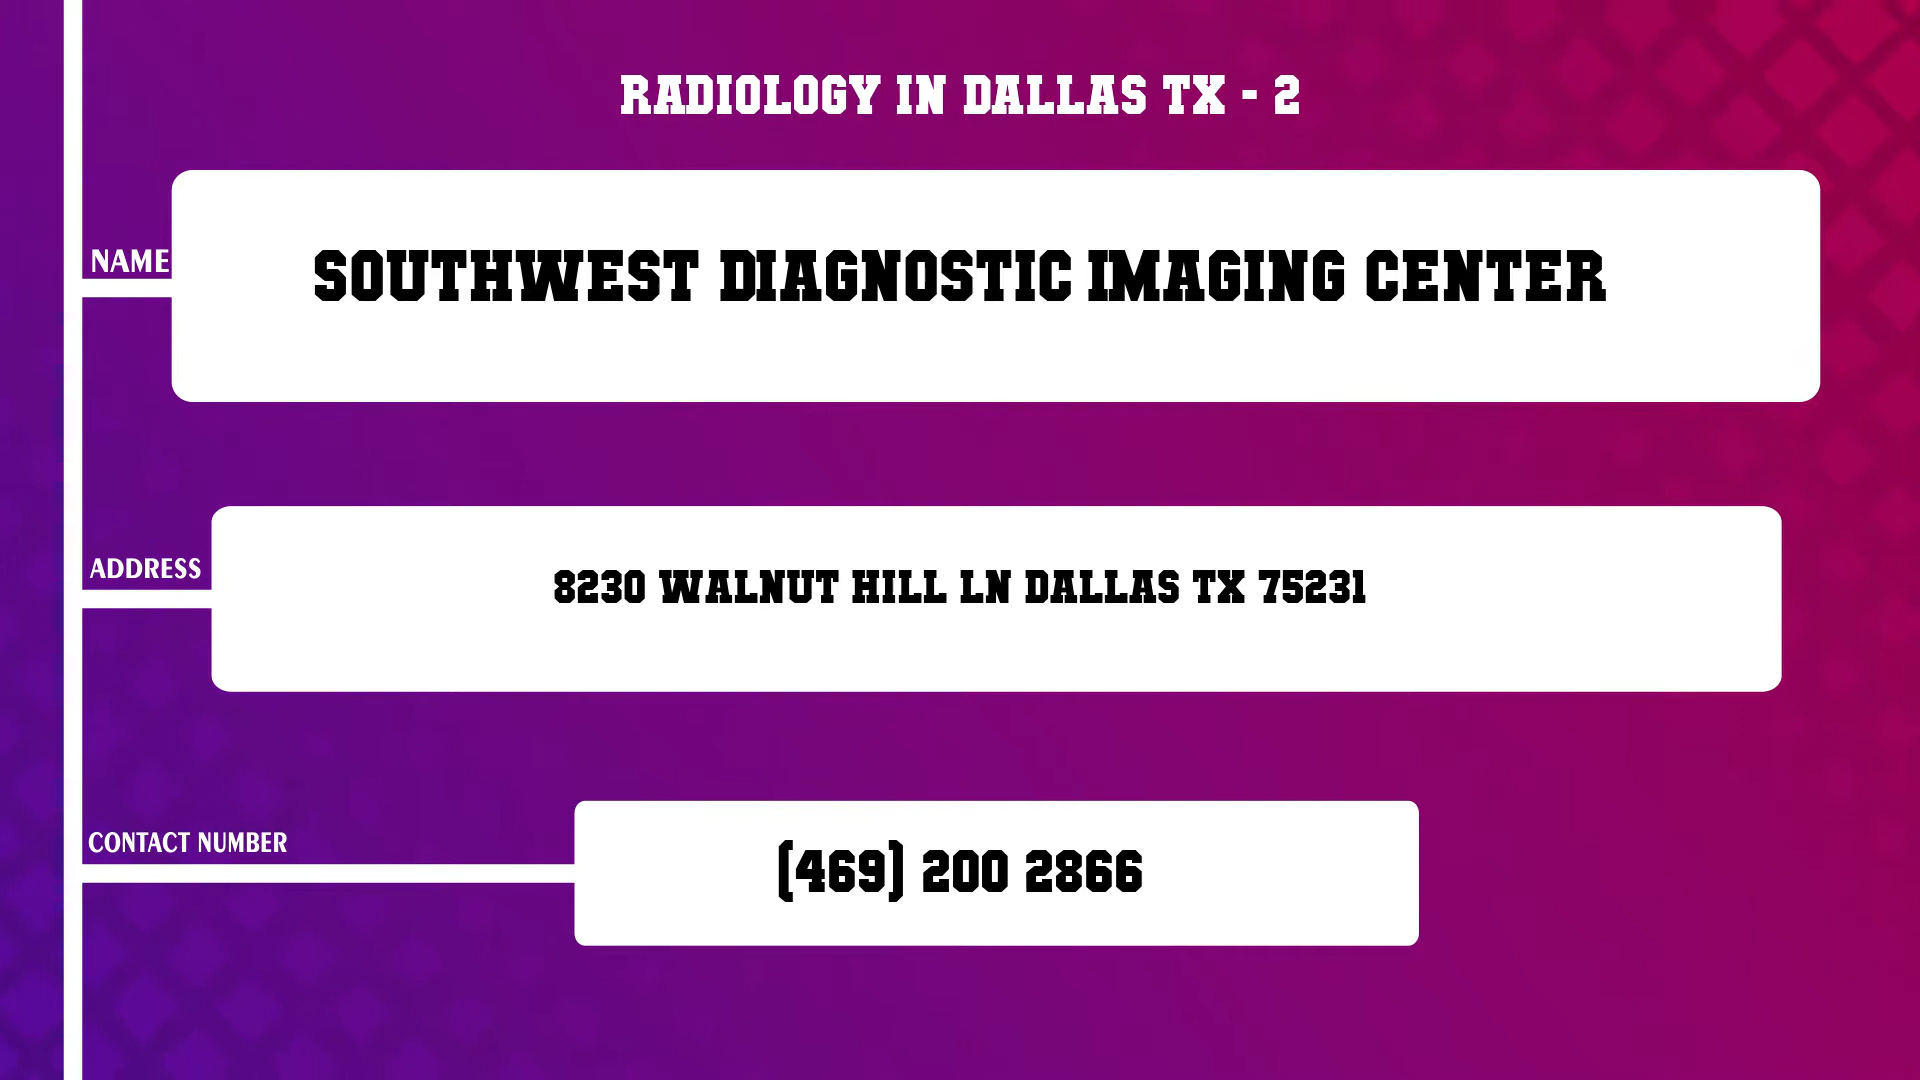 RADIOLOGY IN DALLAS TX - 2
NAME
SOUTHWEST DIAGNOSTIC IMAGING CENTER
ADDRESS
8230 WALNUT HILL LN DALLAS TX 75231
CONTACT NUMBER
(469) 200 2866